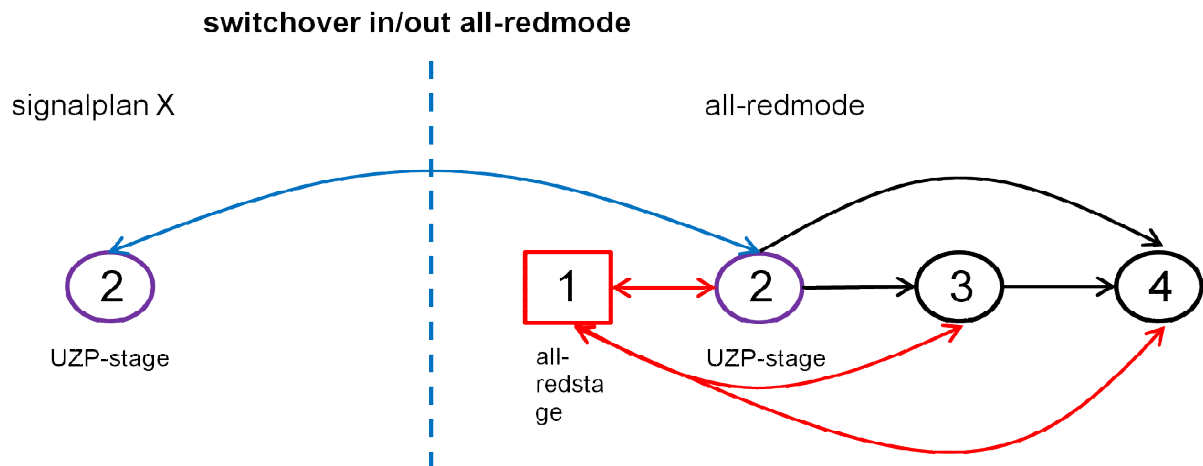 switchover in/out all-redmode
signalplan X
all-redmode
2
1
2
3
4
UZP-stage
all-
redsta
ge
UZP-stage